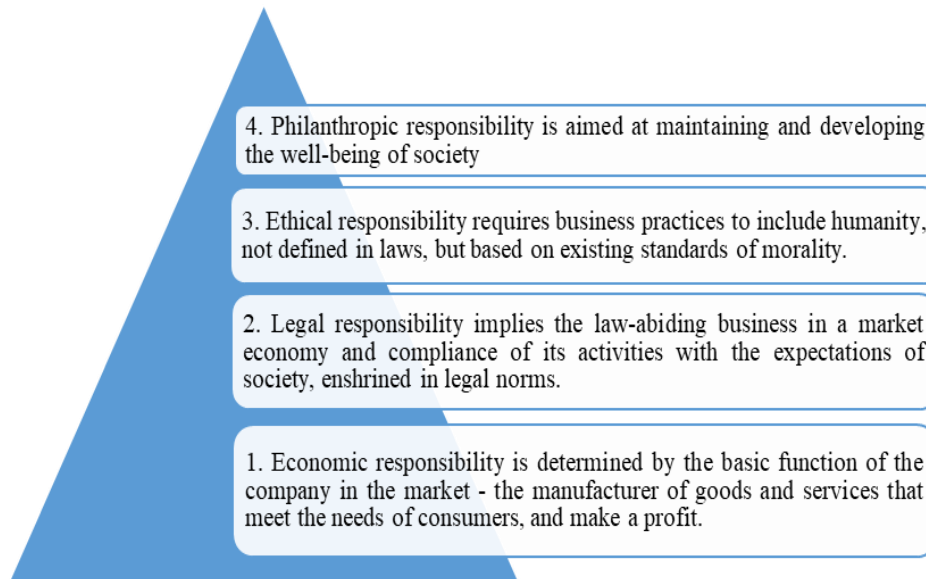 4. Philanthropic responsibility is aimed at maintaining and developing
the well-being of society
3. Ethical responsibility requires business practices to include humanity,
not defined in laws, but based on existing standards of morality.
2. Legal responsibility implies the law-abiding business in a market
economy and compliance of its activities with the expectations of
society, enshrined in legal norms.
1. Economic responsibility is determined by the basic function of the
company in the market - the manufacturer of goods and services that
meet the needs of consumers, and make a profit.